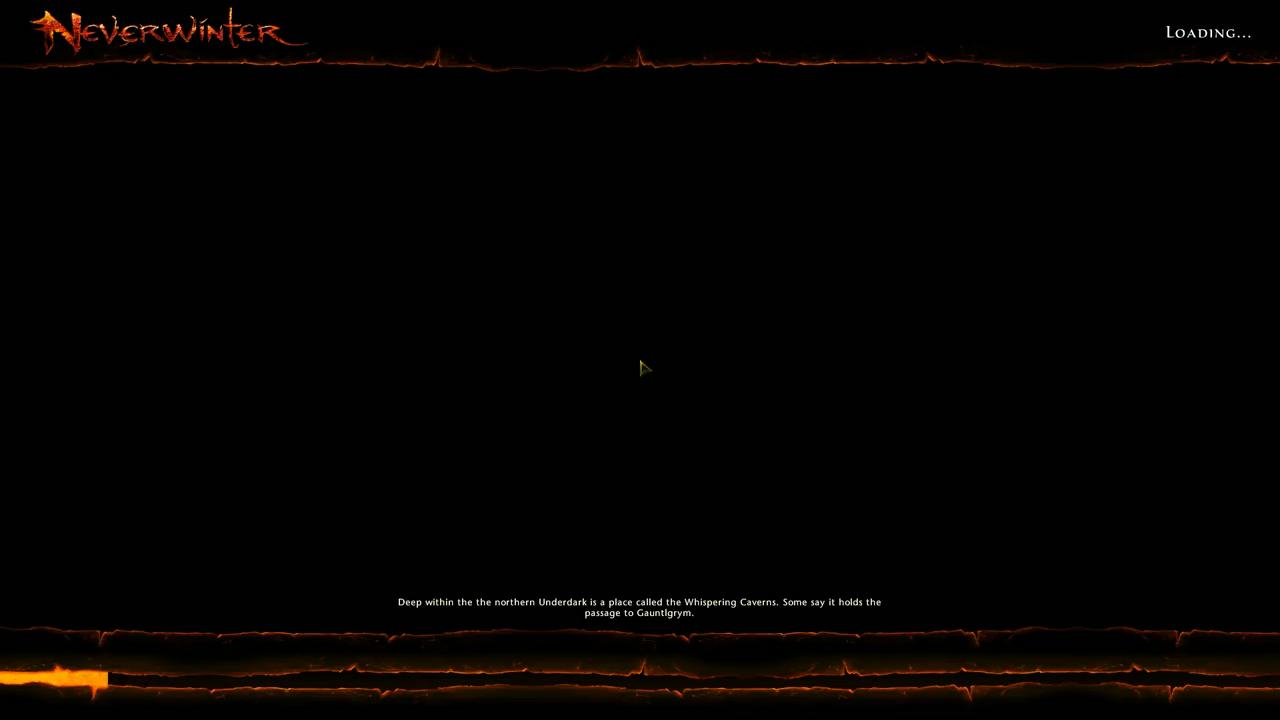 NEVERWINTER
LOADING...
Deep within the the northern Underdark is a place called the Whispering Caverns. Some say it holds the
passage to Gauntlgrym.